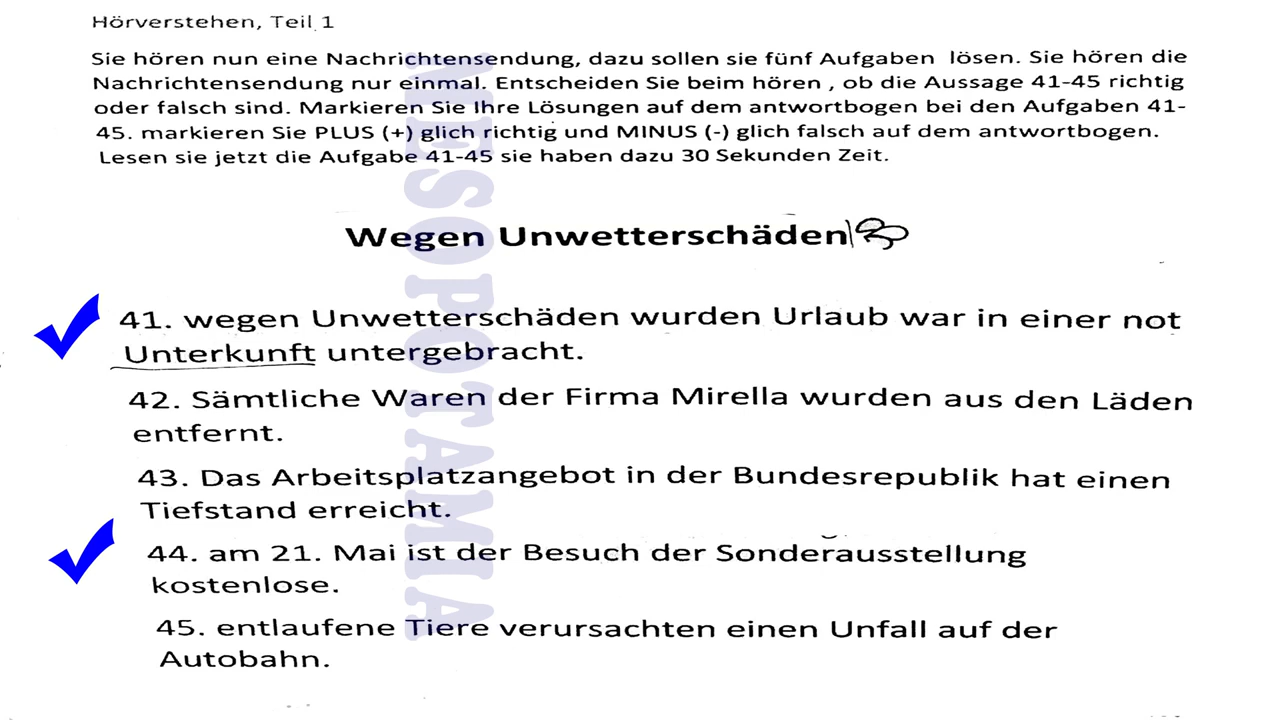 Hörverstehen, Teil 1
Sie hören nun eine Nachrichtensendung, dazu sollen sie fünf Aufgaben lösen. Sie hören die
Nachrichtensendung nur einmal. Entscheiden Sie beim hören , ob die Aussage 41-45 richtig
oder falsch sind. Markieren Sie Ihre Lösungen auf dem antwortbogen bei den Aufgaben 41-
45. markieren Sie PLUS (+) glich richtig und MINUS (-) glich falsch auf dem antwortbogen.
Lesen sie jetzt die Aufgabe 41-45 sie haben dazu 30 Sekunden Zeit.
Wegen Unwetterschäden
41. wegen Unwetterschäden wurden Urlaub war in einer not
Unterkunft untergebracht.
42. Sämtliche Waren der Firma Mirella wurden aus den Läden
entfernt.
43. Das Arbeitsplatzangebot in der Bundesrepublik hat einen
Tiefstand erreicht.
44. am 21. Mai ist der Besuch der Sonderausstellung
kostenlose.
45. entlaufene Tiere verursachten einen Unfall auf der
Autobahn.
MESOPOTAMIA